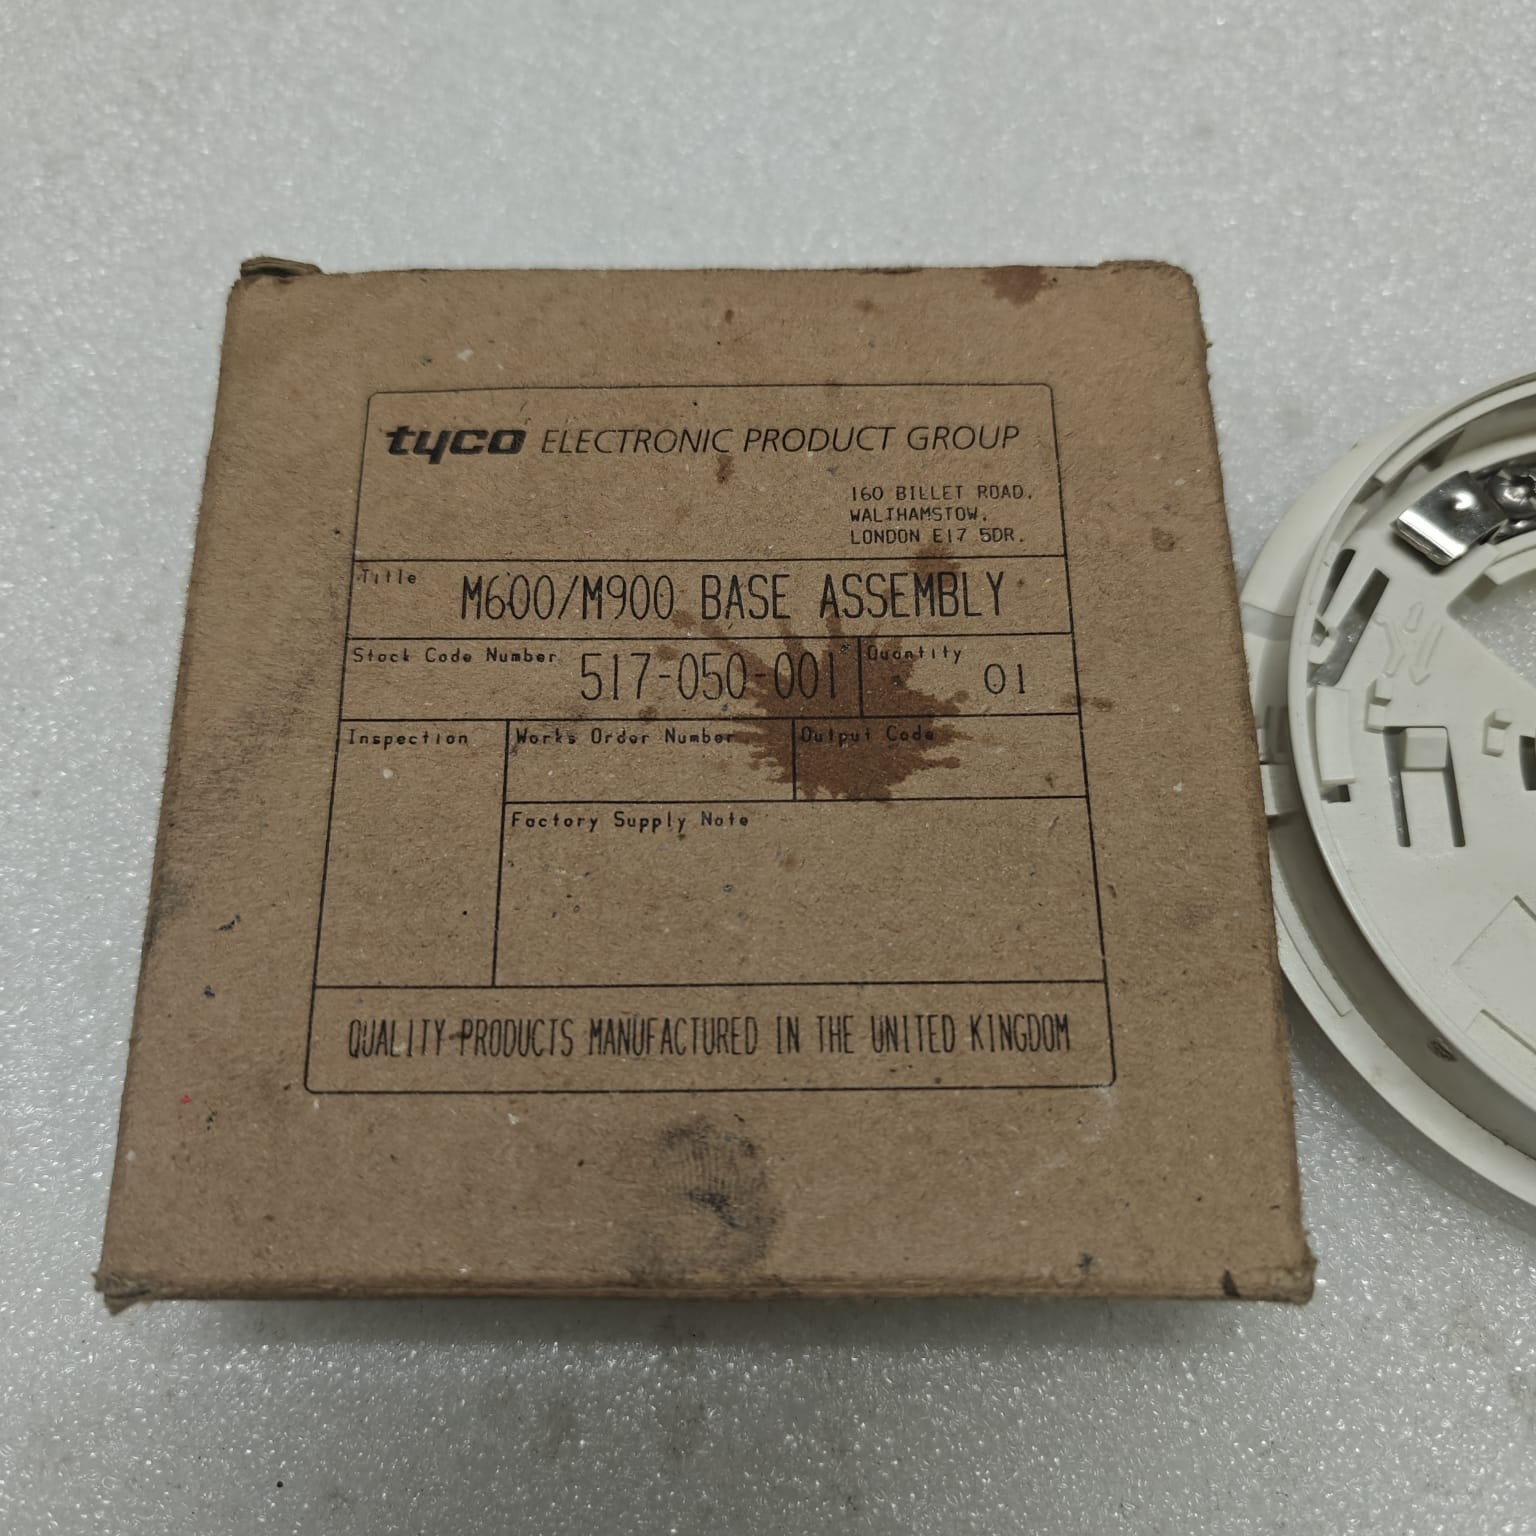 tyco ELECTRONIC PRODUCT GROUP
160 BILLET ROAD,
WALTHAMSTOW,
LONDON E17 5DR.
Title M600/M900 BASE ASSEMBLY
Stock Code Number 517-050-001 Quantity 01
Inspection Works Order Number Output Code
Factory Supply Note
QUALITY PRODUCTS MANUFACTURED IN THE UNITED KINGDOM